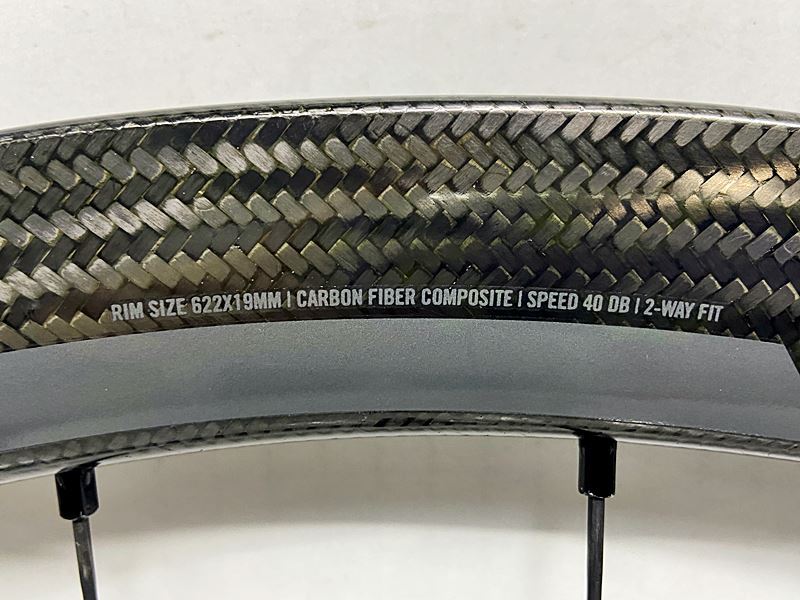 RIM SIZE 622X19MM | CARBON FIBER COMPOSITE | SPEED 40 DB | 2-WAY FIT